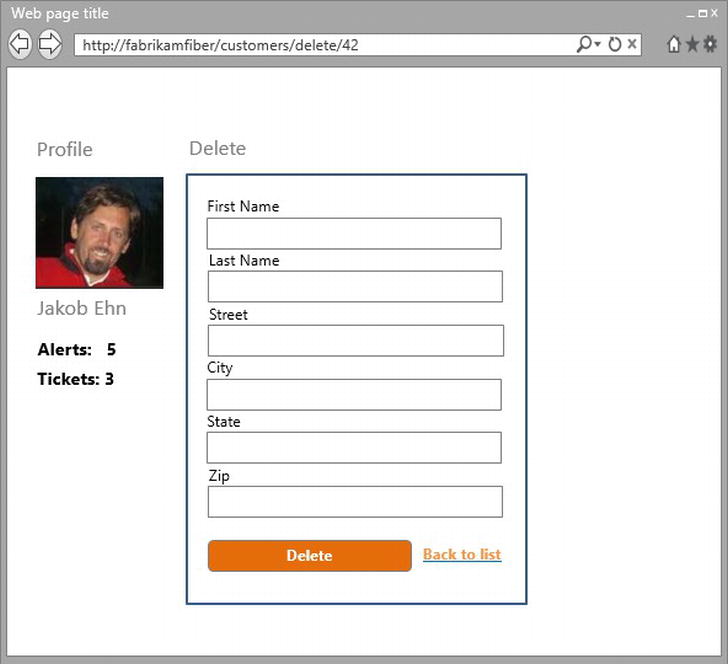 Web page title
http://fabrikamfiber/customers/delete/42
Profile
Delete
Jakob Ehn
Alerts: 5
Tickets: 3
First Name
Last Name
Street
City
State
Zip
Delete Back to list